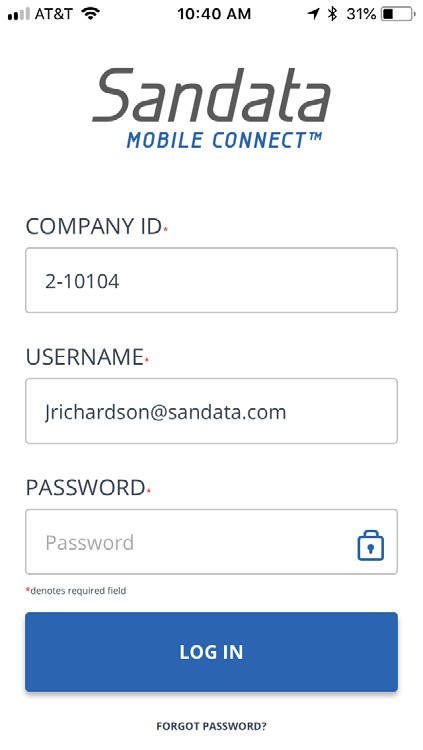 AT&T 10:40 AM 31%
Sandata
MOBILE CONNECT™
COMPANY ID*
2-10104
USERNAME*
Jrichardson@sandata.com
PASSWORD*
Password
*denotes required field
LOG IN
FORGOT PASSWORD?